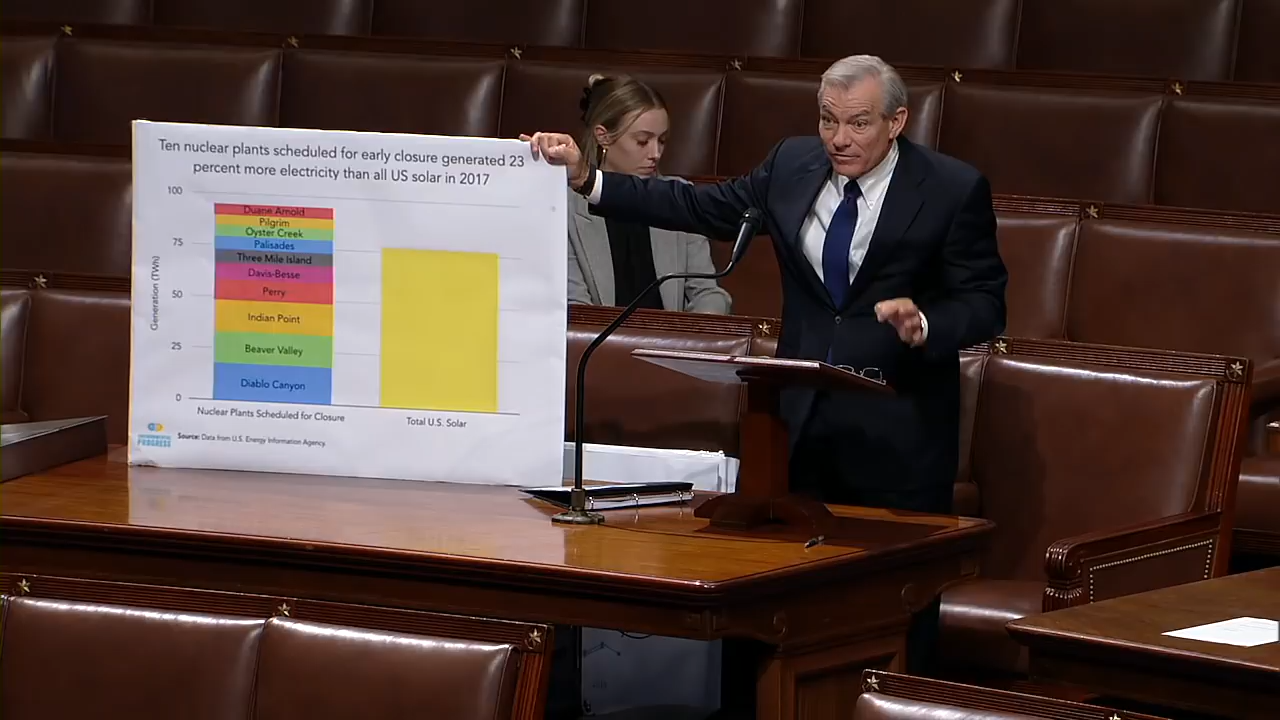 Ten nuclear plants scheduled for early closure generated 23
percent more electricity than all US solar in 2017
100
75
50
25
0
Generation (TWh)
Duane Arnold
Pilgrim
Oyster Creek
Palisades
Three Mile Island
Davis-Besse
Perry
Indian Point
Beaver Valley
Diablo Canyon
Nuclear Plants Scheduled for Closure
Total U.S. Solar
ENVIRONMENTAL
PROGRESS
Source: Data from U.S. Energy Information Agency.